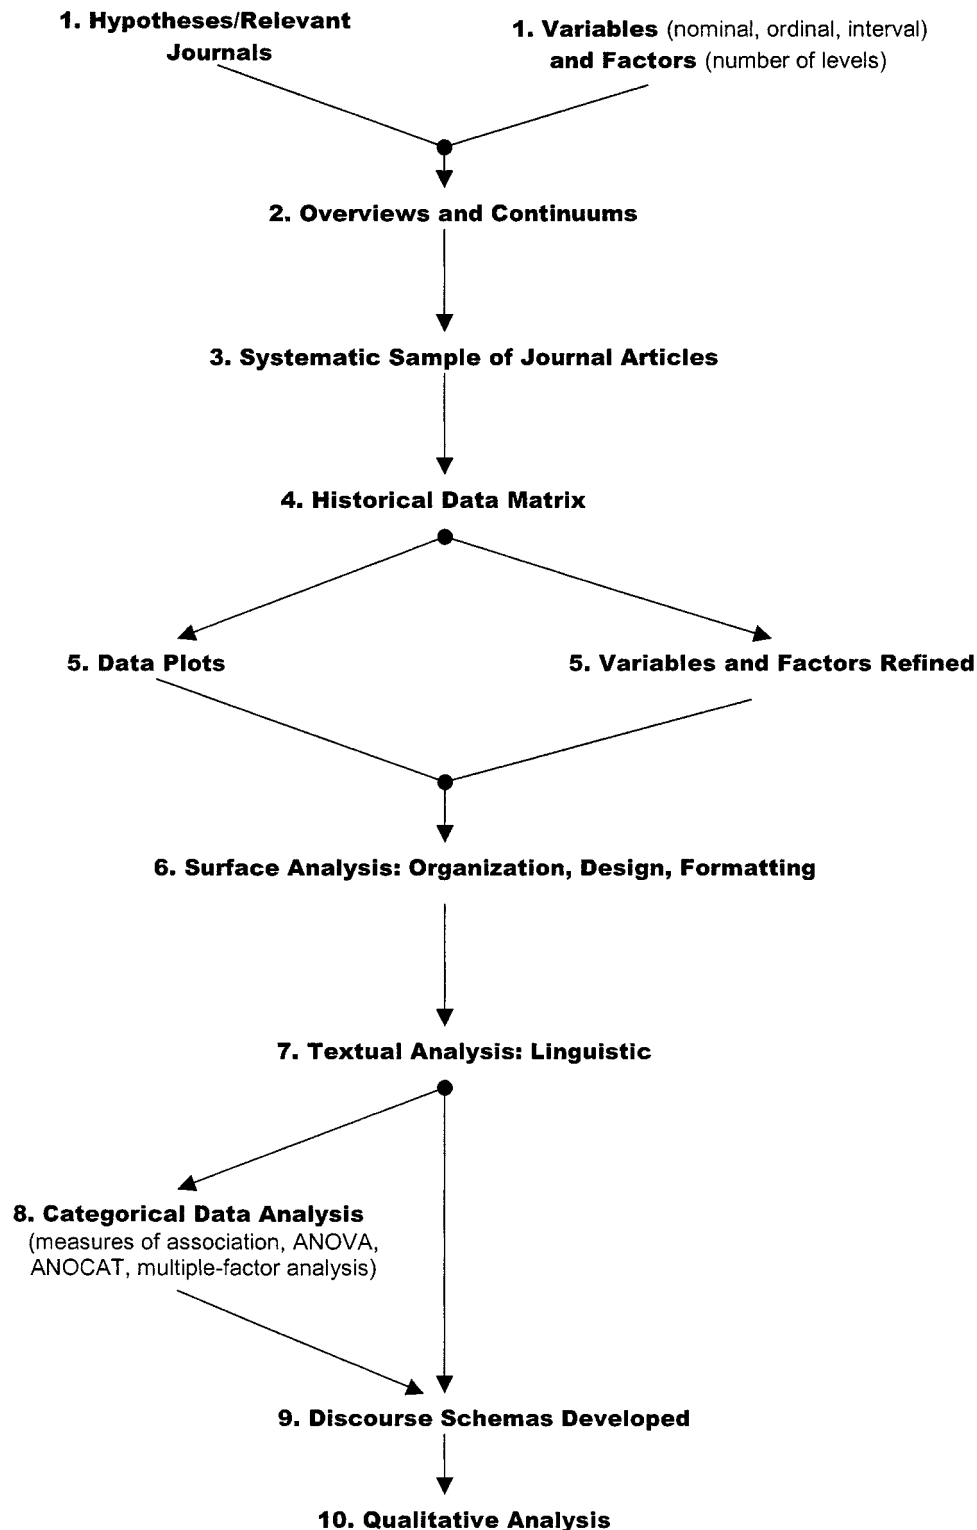 1. Hypotheses/Relevant
Journals
1. Variables (nominal, ordinal, interval)
and Factors (number of levels)
2. Overviews and Continuums
3. Systematic Sample of Journal Articles
4. Historical Data Matrix
5. Data Plots
5. Variables and Factors Refined
6. Surface Analysis: Organization, Design, Formatting
7. Textual Analysis: Linguistic
8. Categorical Data Analysis
(measures of association, ANOVA,
ANOCAT, multiple-factor analysis)
9. Discourse Schemas Developed
10. Qualitative Analysis